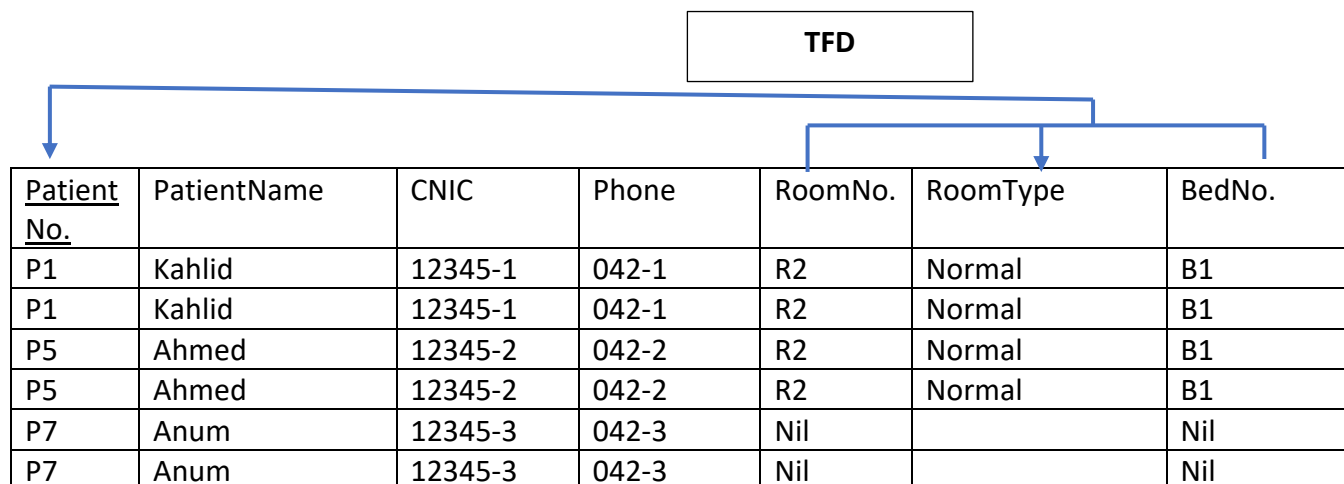 TFD
Patient No. PatientName CNIC Phone RoomNo. RoomType BedNo.
P1 Kahlid 12345-1 042-1 R2 Normal B1
P1 Kahlid 12345-1 042-1 R2 Normal B1
P5 Ahmed 12345-2 042-2 R2 Normal B1
P5 Ahmed 12345-2 042-2 R2 Normal B1
P7 Anum 12345-3 042-3 Nil Nil
P7 Anum 12345-3 042-3 Nil Nil